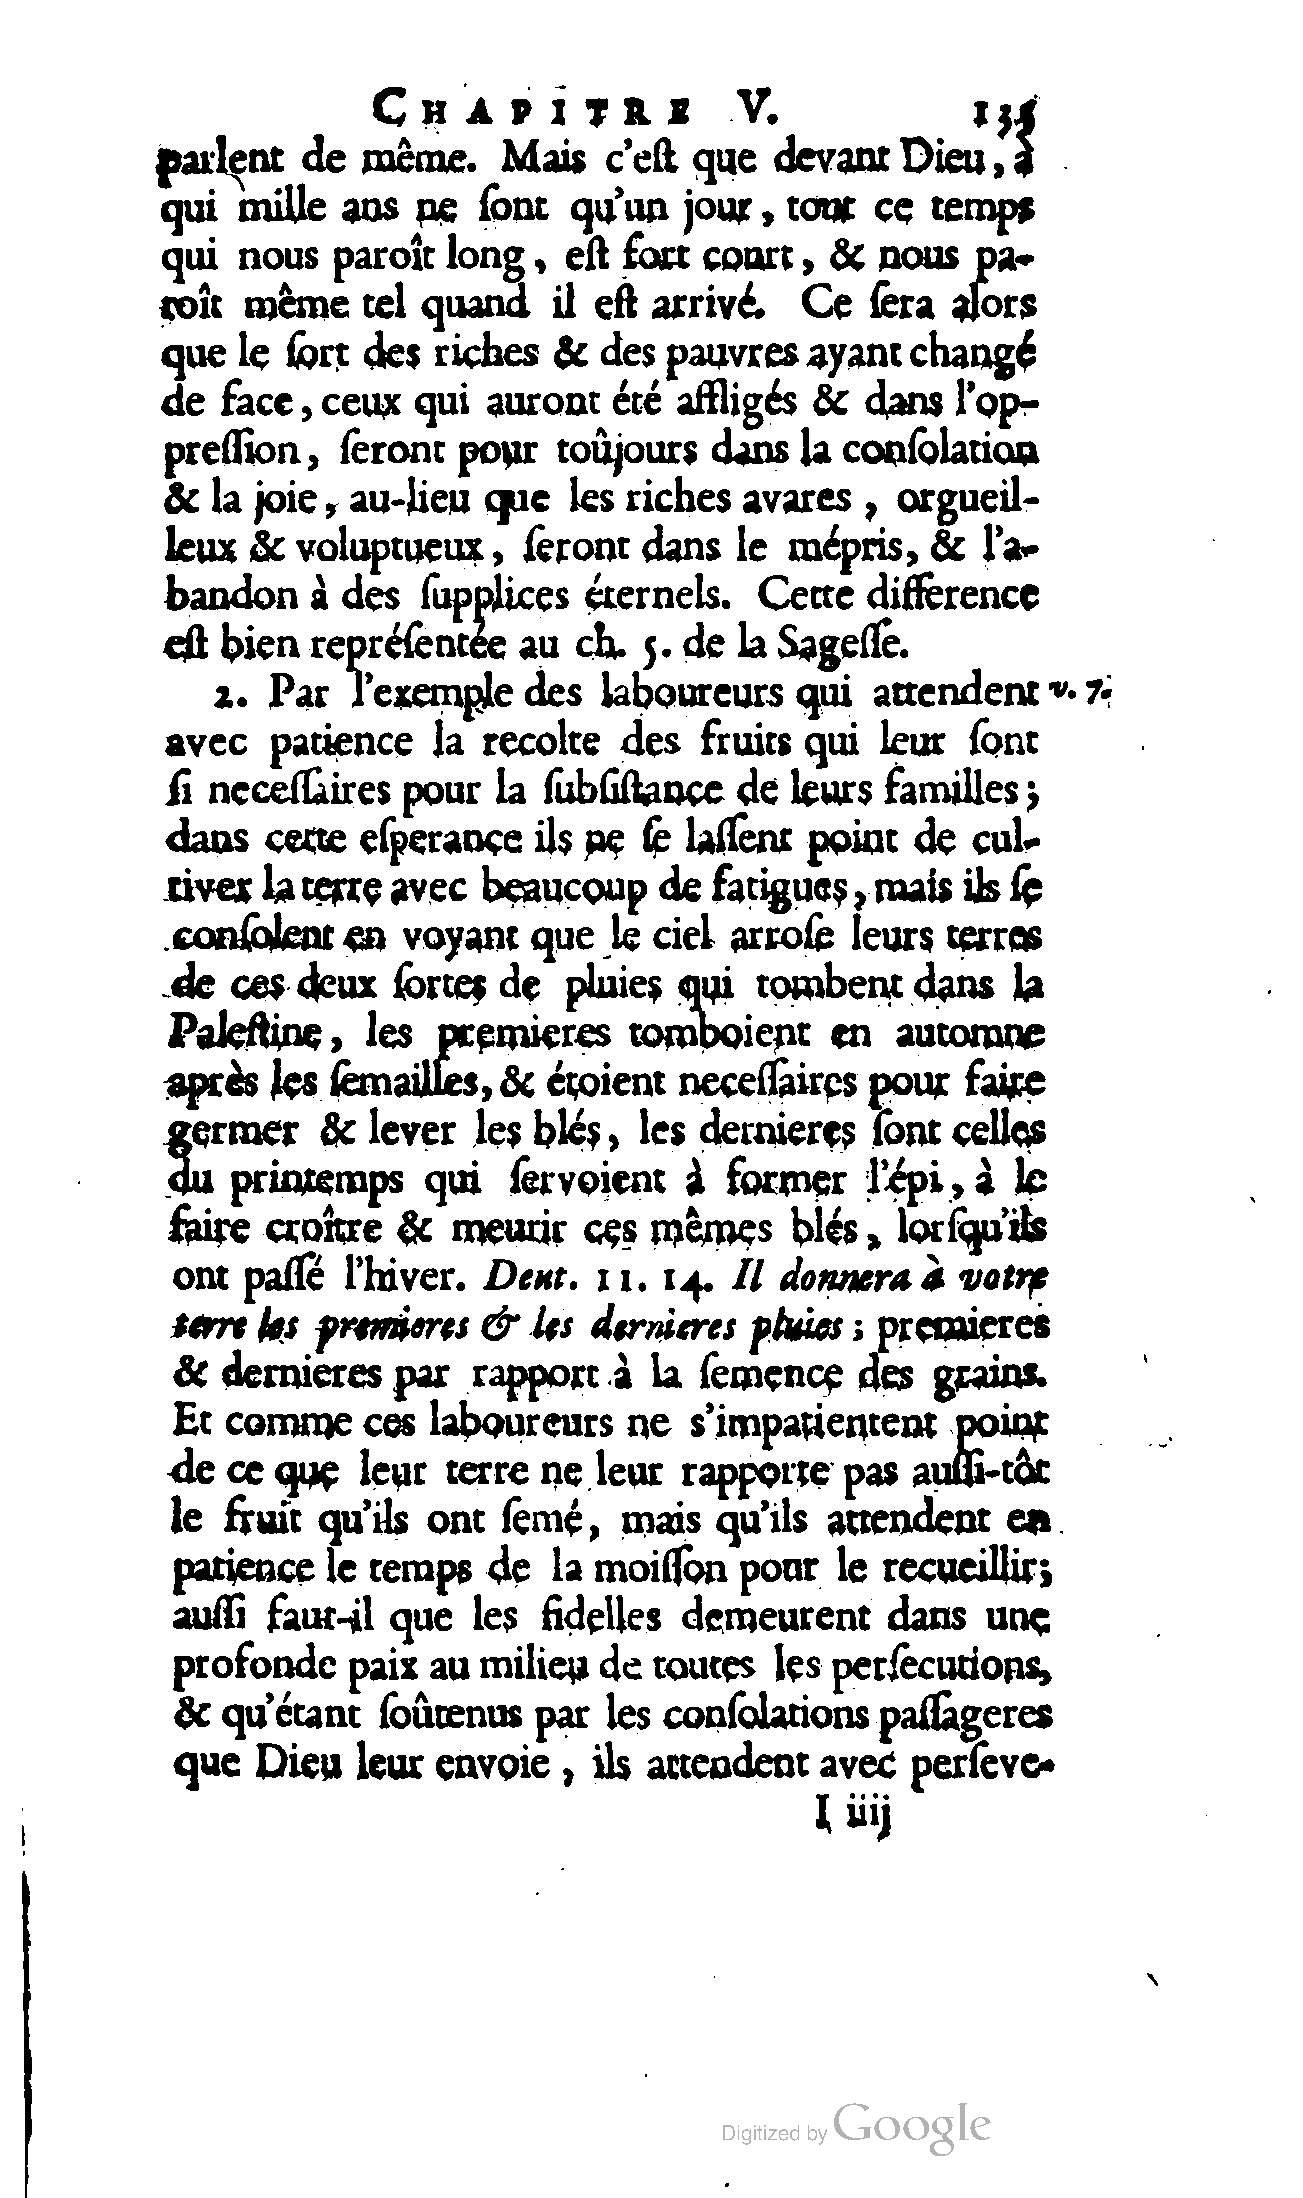 CHAPITRE V. 135
parlent de même. Mais c'eſt que devant Dieu, à
qui mille ans ne ſont qu'un jour, tout ce temps
qui nous paroît long, eſt fort court, & nous pa-
roît même tel quand il eſt arrivé. Ce ſera alors
que le ſort des riches & des pauvres ayant changé
de face, ceux qui auront été affligés & dans l'op-
preſſion, ſeront pour toûjours dans la conſolation
& la joie, au-lieu que les riches avares, orgueil-
leux & voluptueux, ſeront dans le mépris, & l'a-
bandon à des ſupplices éternels. Cette difference
eſt bien repréſentée au ch. 5. de la Sageſſe.
2. Par l'exemple des laboureurs qui attendent v. 7.
avec patience la recolte des fruits qui leur ſont
ſi neceſſaires pour la ſubſiſtance de leurs familles;
dans cette eſperance ils ne ſe laſſent point de cul-
tiver la terre avec beaucoup de fatigues, mais ils ſe
conſolent en voyant que le ciel arroſe leurs terres
de ces deux ſortes de pluies qui tombent dans la
Paleſtine, les premieres tomboient en automne
après les ſemailles, & étoient neceſſaires pour faire
germer & lever les blés, les dernieres ſont celles
du printemps qui ſervoient à former l'épi, à le
faire croître & meurir ces mêmes blés, lorſqu'ils
ont paſſé l'hiver. Deut. 11. 14. Il donnera à votre
terre les premieres & les dernieres pluies; premieres
& dernieres par rapport à la ſemence des grains.
Et comme ces laboureurs ne s'impatientent point
de ce que leur terre ne leur rapporte pas auſſi-tôt
le fruit qu'ils ont ſemé, mais qu'ils attendent en
patience le temps de la moiſſon pour le recueillir;
auſſi faut-il que les fidelles demeurent dans une
profonde paix au milieu de toutes les perſecutions,
& qu'étant ſoûtenus par les conſolations paſſageres
que Dieu leur envoie, ils attendent avec perſeve-
I iiij
Digitized by Google